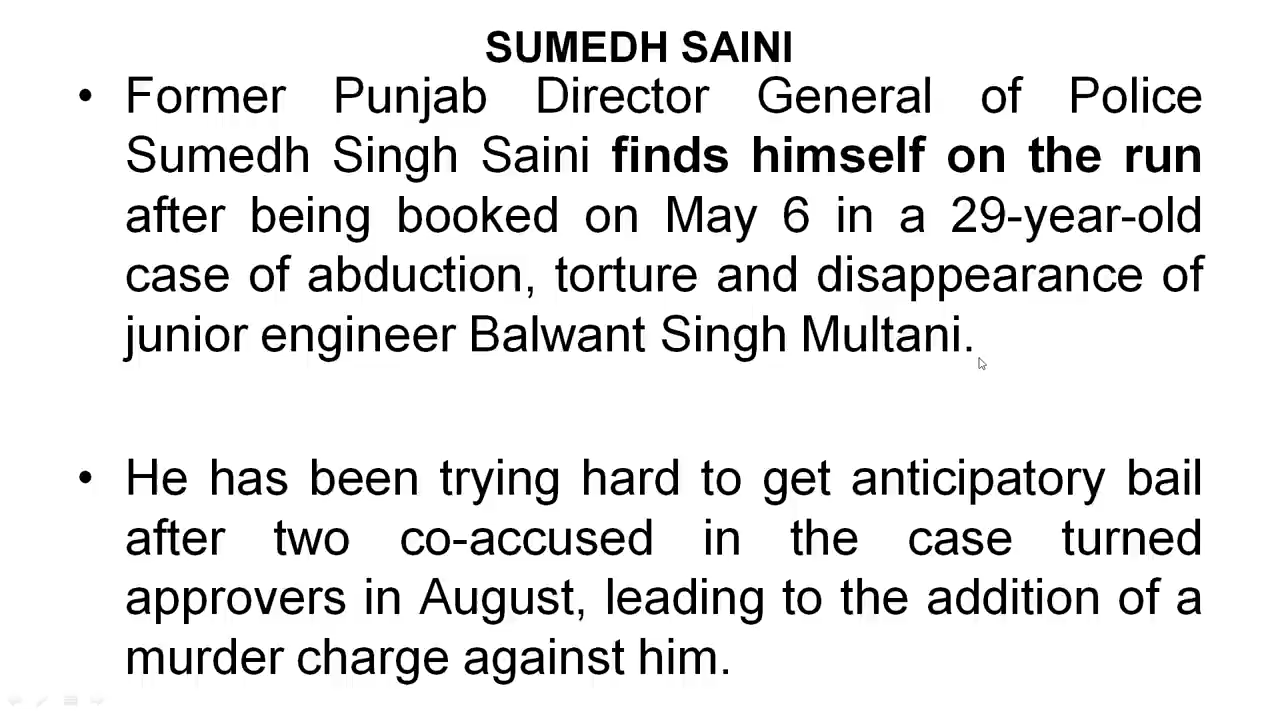 SUMEDH SAINI
• Former Punjab Director General of Police
Sumedh Singh Saini finds himself on the run
after being booked on May 6 in a 29-year-old
case of abduction, torture and disappearance of
junior engineer Balwant Singh Multani.
• He has been trying hard to get anticipatory bail
after two co-accused in the case turned
approvers in August, leading to the addition of a
murder charge against him.